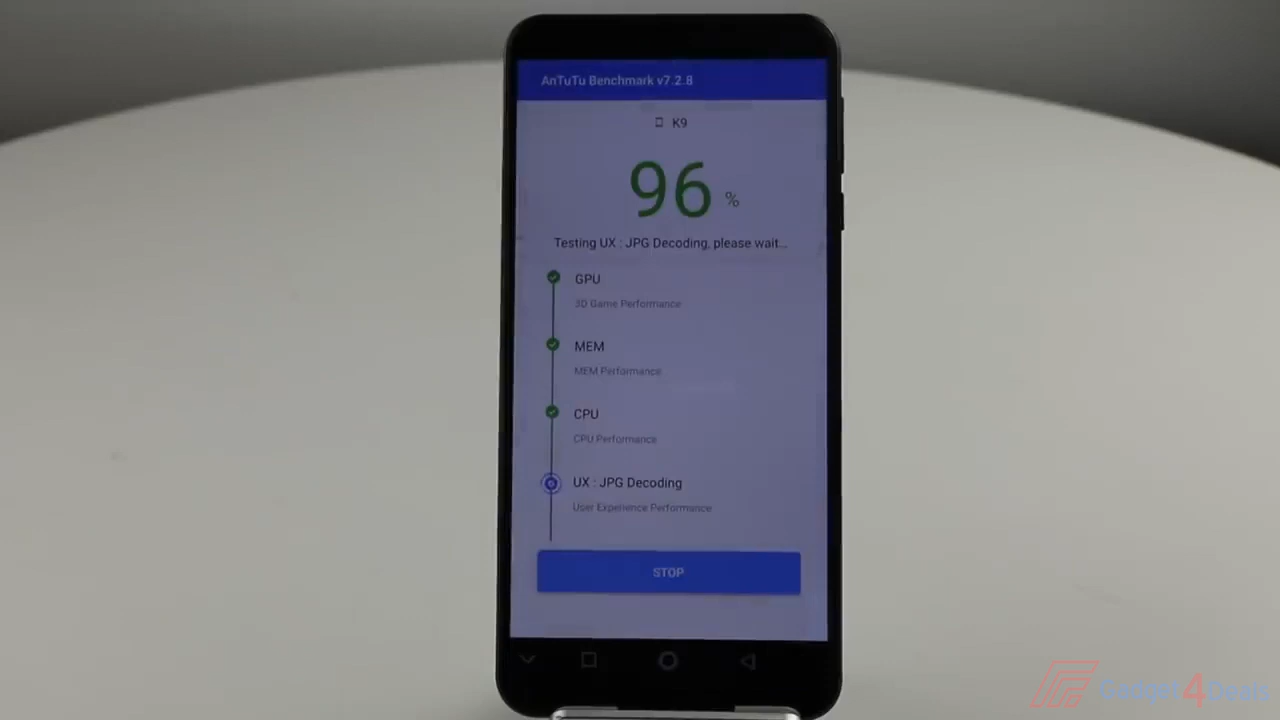 AnTuTu Benchmark v7.2.8
K9
96 %
Testing UX : JPG Decoding, please wait...
GPU
3D Game Performance
MEM
MEM Performance
CPU
CPU Performance
UX : JPG Decoding
User Experience Performance
STOP
Gadget4Deals